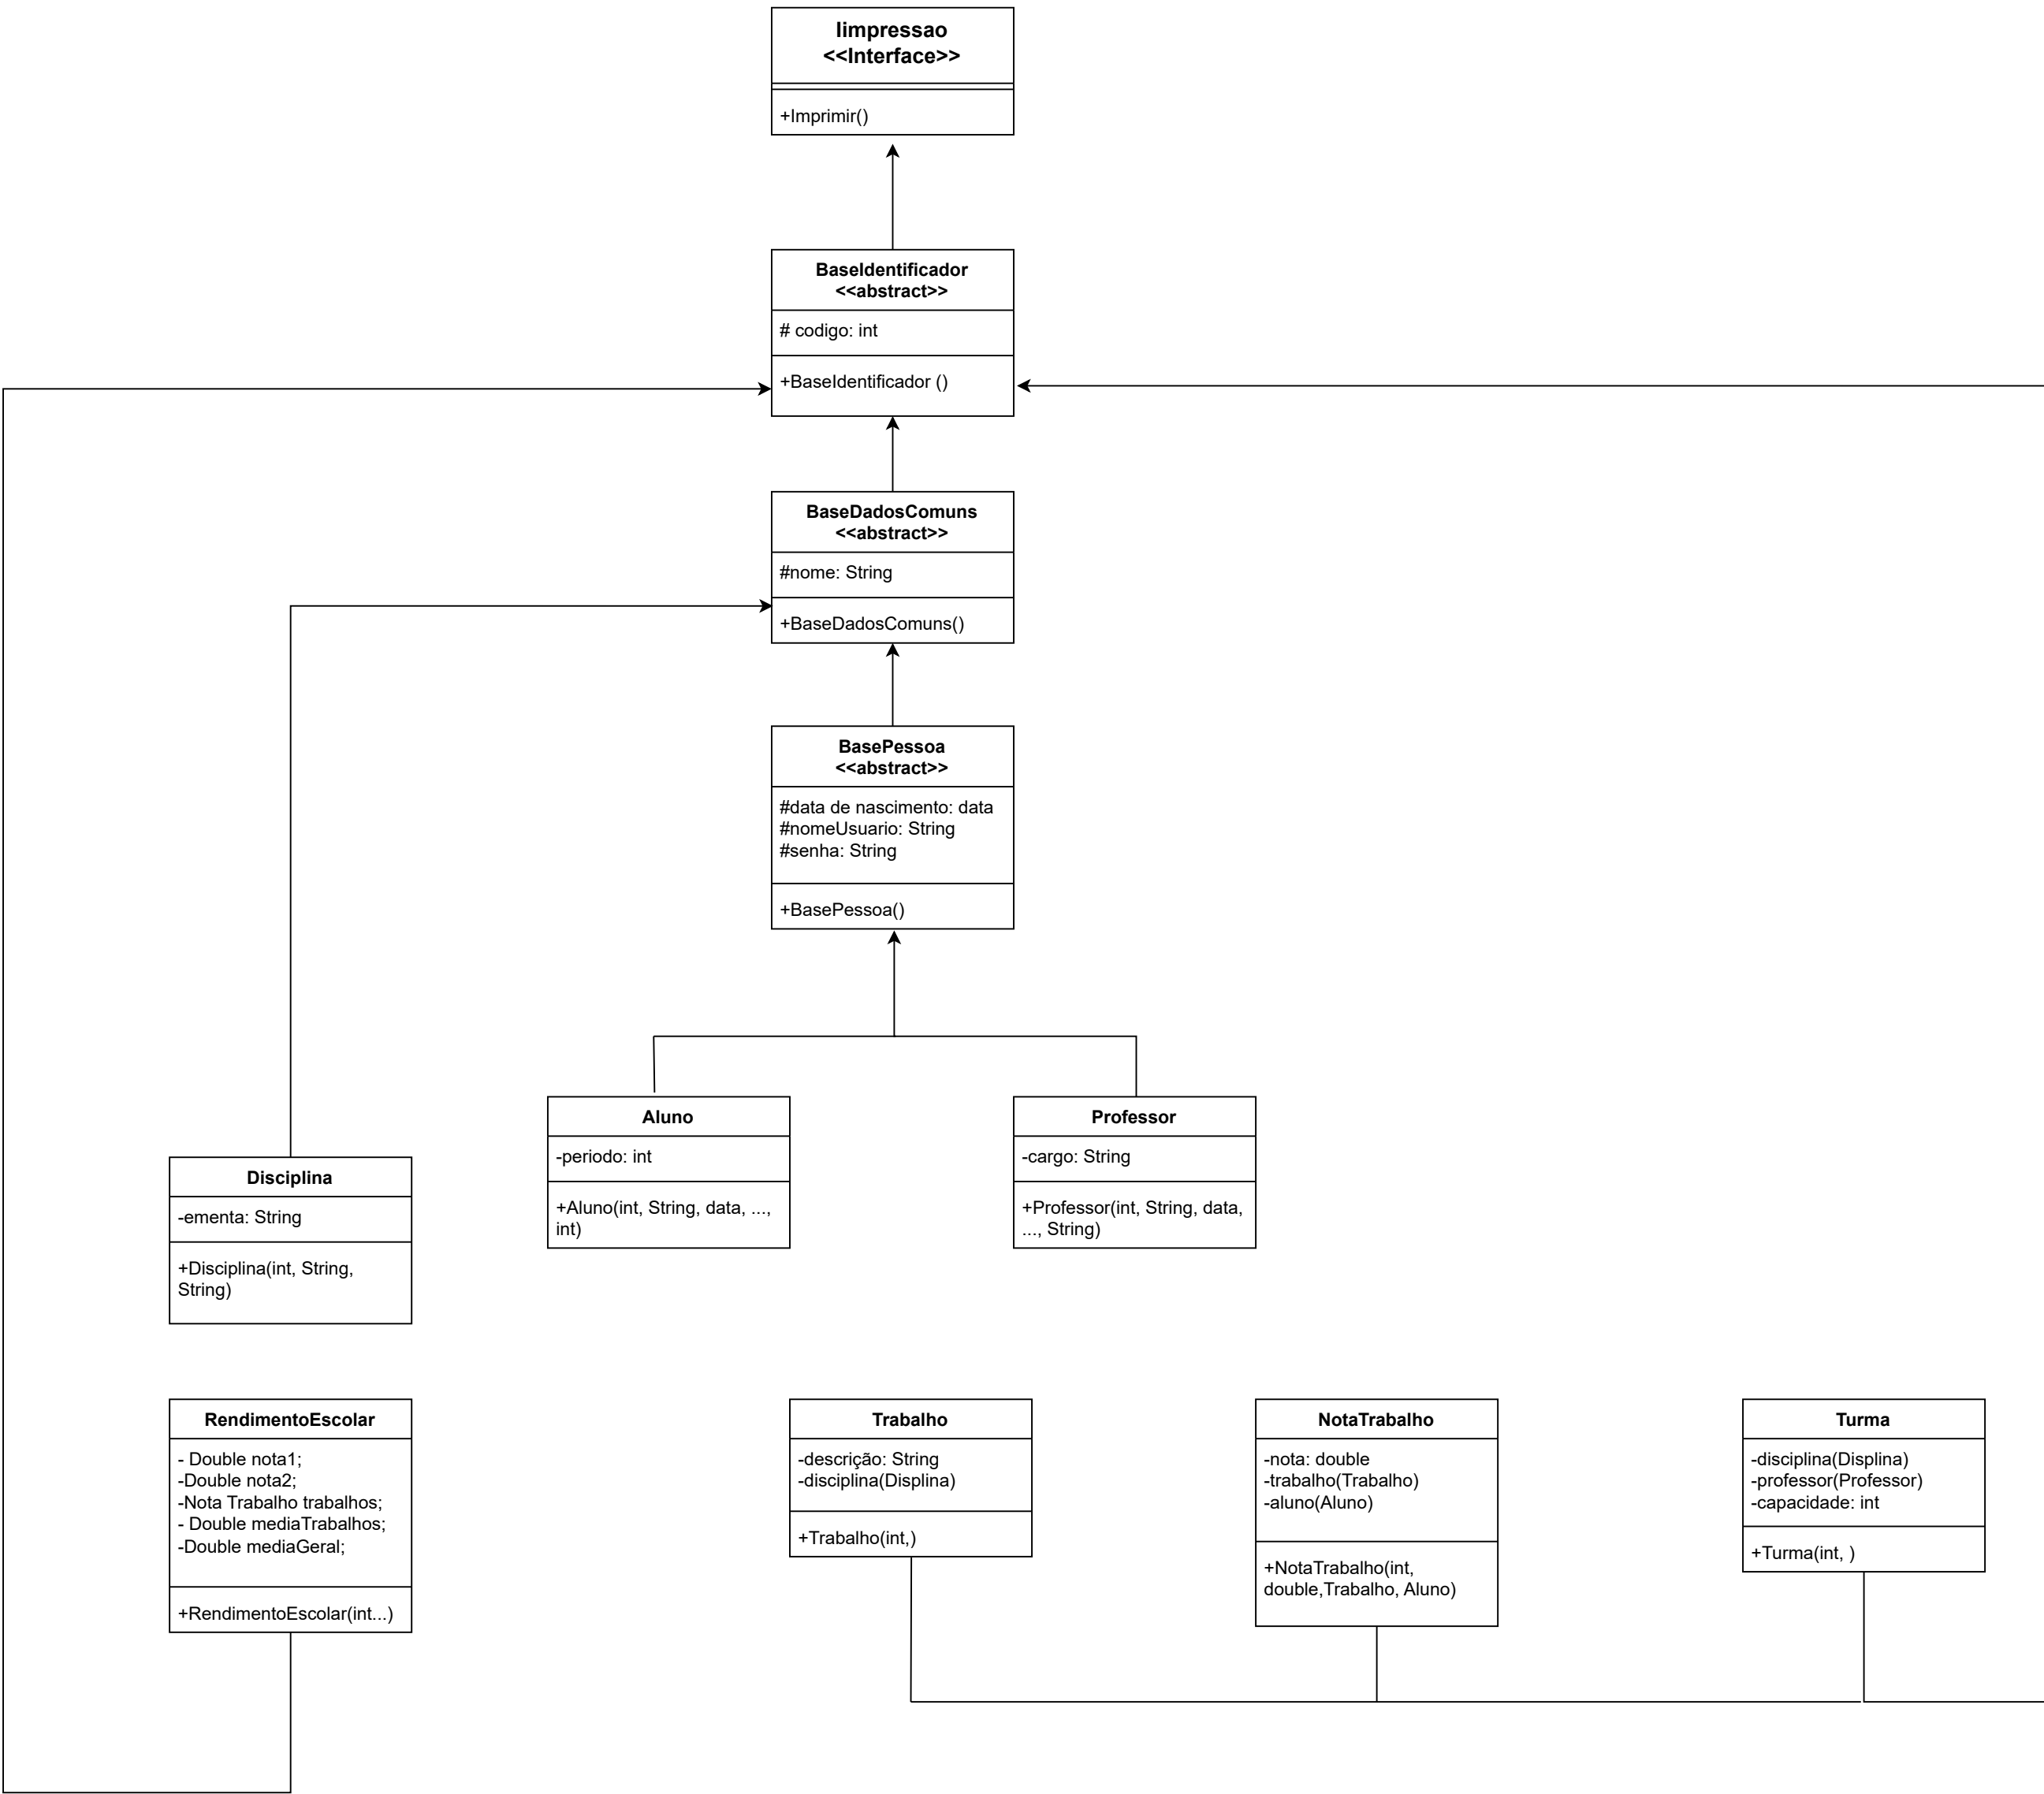 Iimpressao
<<Interface>>
+Imprimir()
BaseIdentificador
<<abstract>>
# codigo: int
+BaseIdentificador ()
BaseDadosComuns
<<abstract>>
#nome: String
+BaseDadosComuns()
BasePessoa
<<abstract>>
#data de nascimento: data
#nomeUsuario: String
#senha: String
+BasePessoa()
Aluno
-periodo: int
+Aluno(int, String, data, ...,
int)
Professor
-cargo: String
+Professor(int, String, data,
..., String)
Disciplina
-ementa: String
+Disciplina(int, String,
String)
RendimentoEscolar
- Double nota1;
-Double nota2;
-Nota Trabalho trabalhos;
- Double mediaTrabalhos;
-Double mediaGeral;
+RendimentoEscolar(int...)
Trabalho
-descrição: String
-disciplina(Displina)
+Trabalho(int,)
NotaTrabalho
-nota: double
-trabalho(Trabalho)
-aluno(Aluno)
+NotaTrabalho(int,
double,Trabalho, Aluno)
Turma
-disciplina(Displina)
-professor(Professor)
-capacidade: int
+Turma(int, )